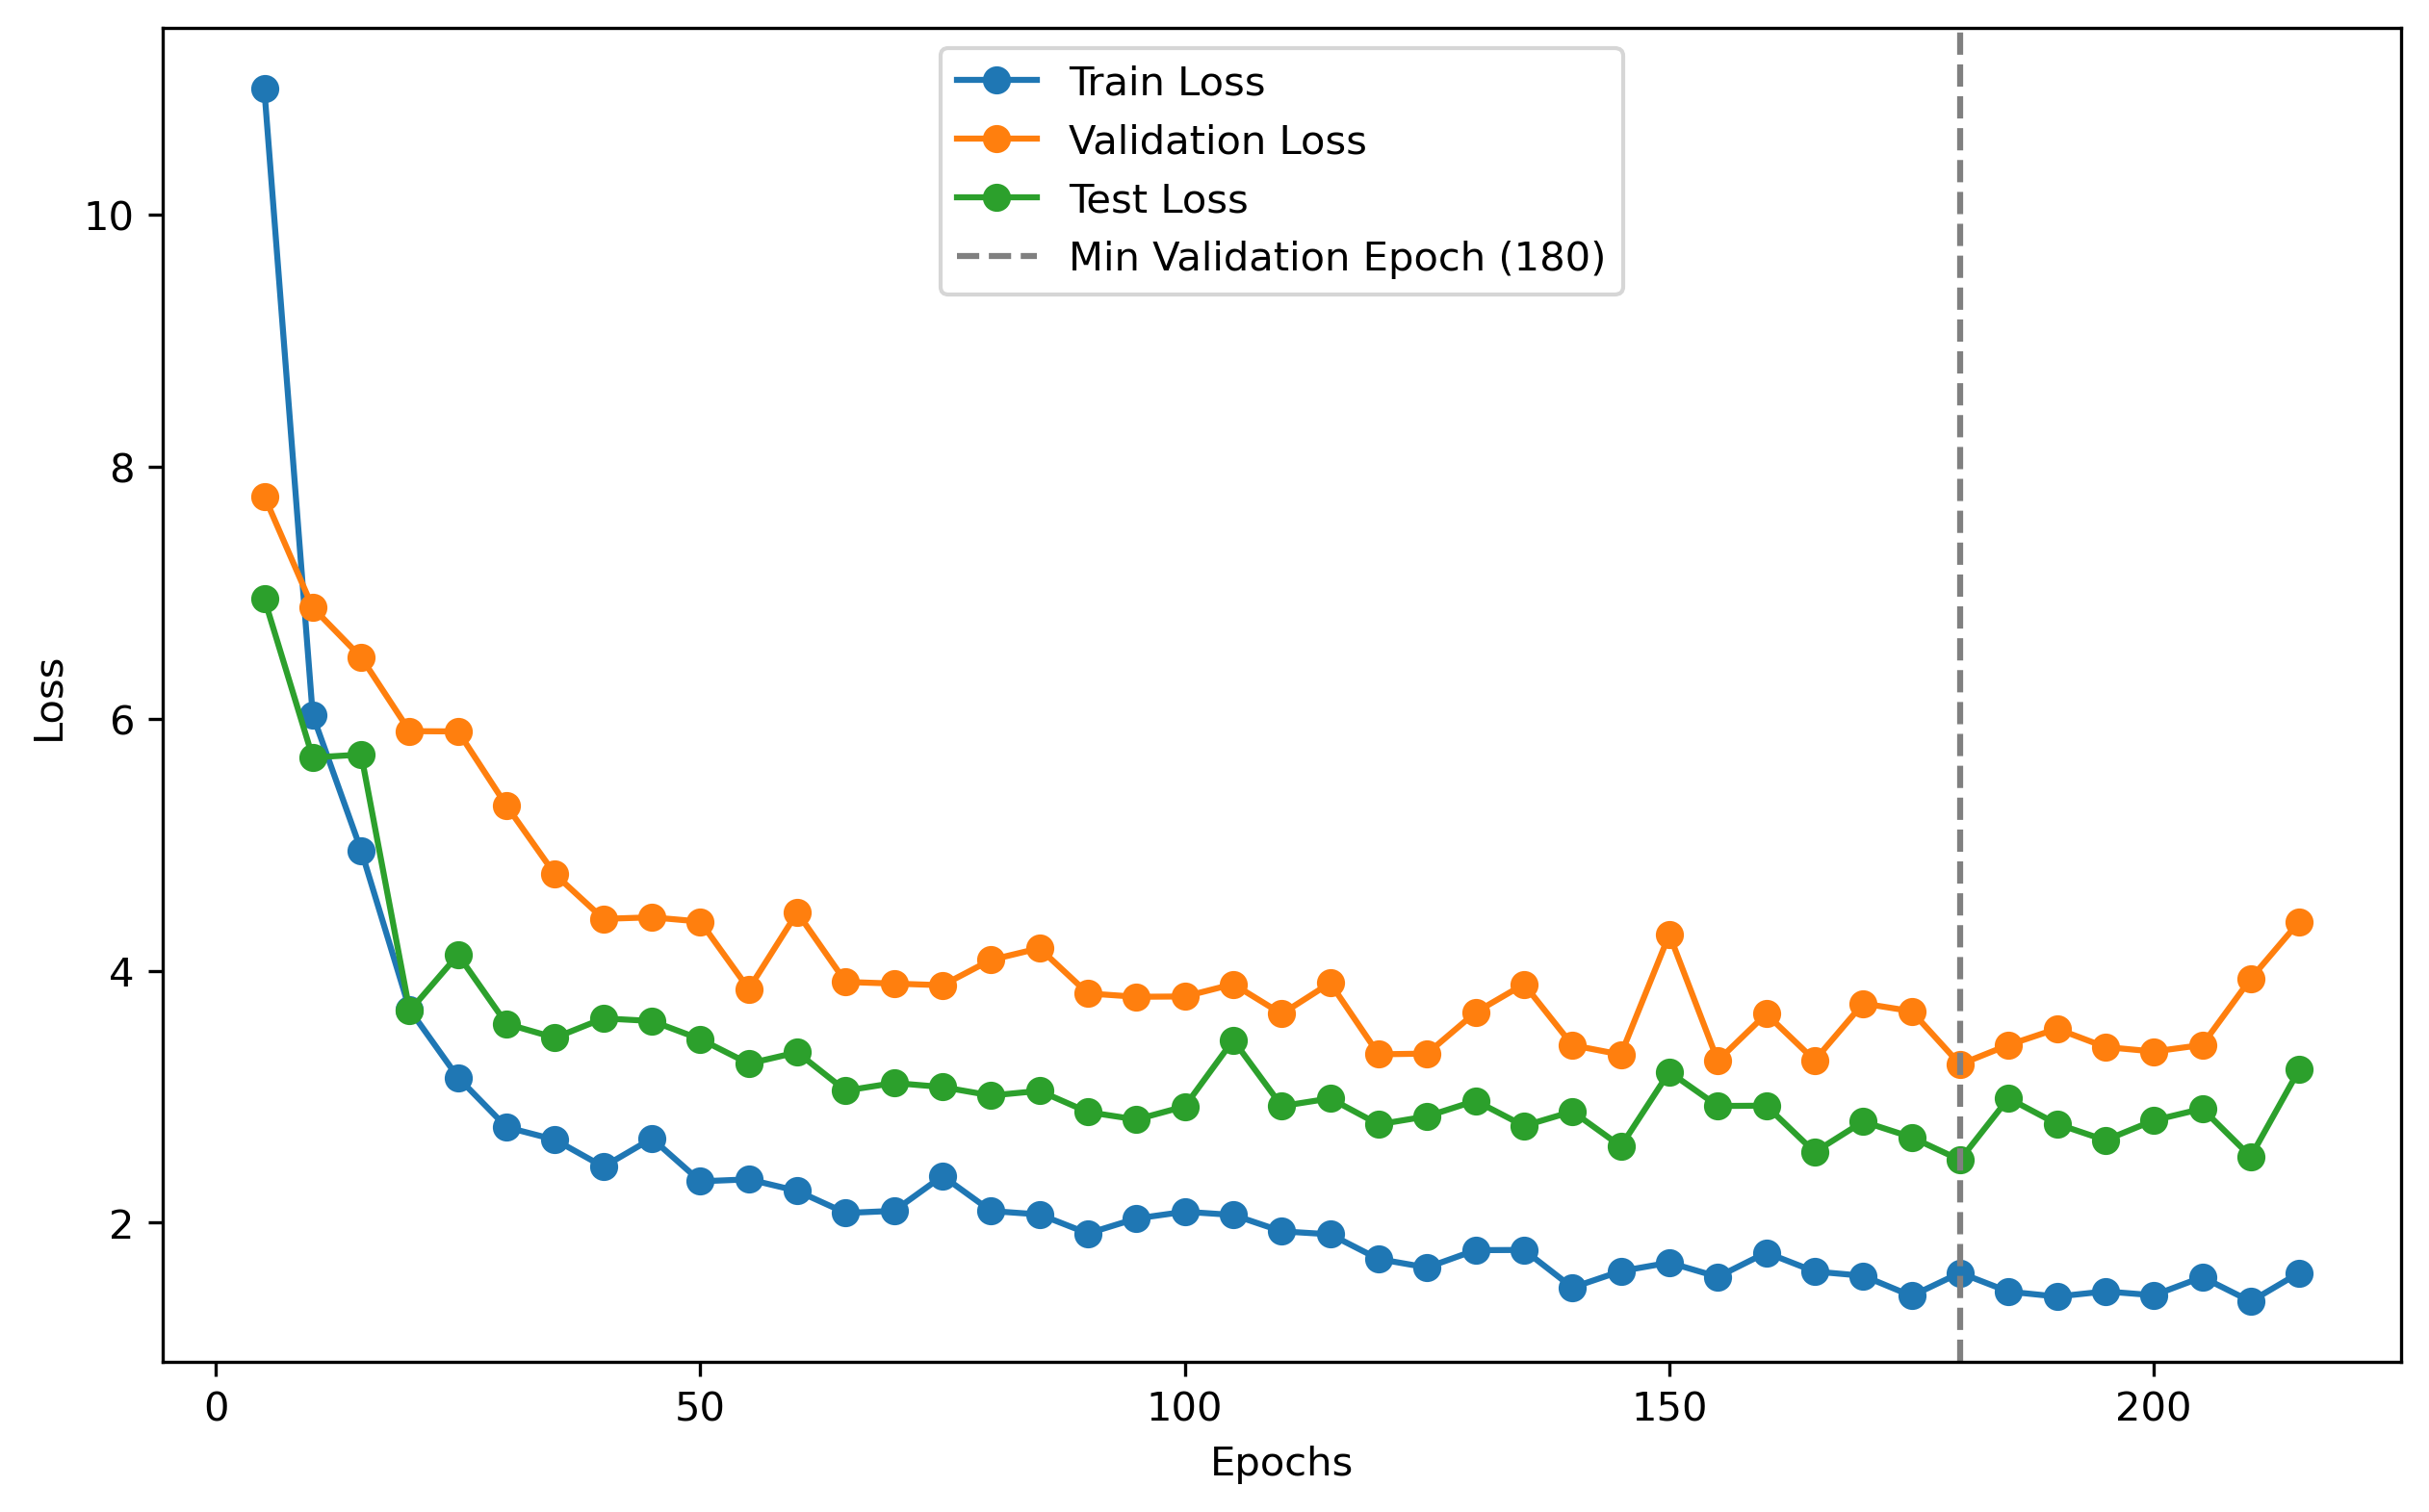 Train Loss
Validation Loss
Test Loss
Min Validation Epoch (180)
10
8
6
4
2
Loss
0 50 100 150 200
Epochs